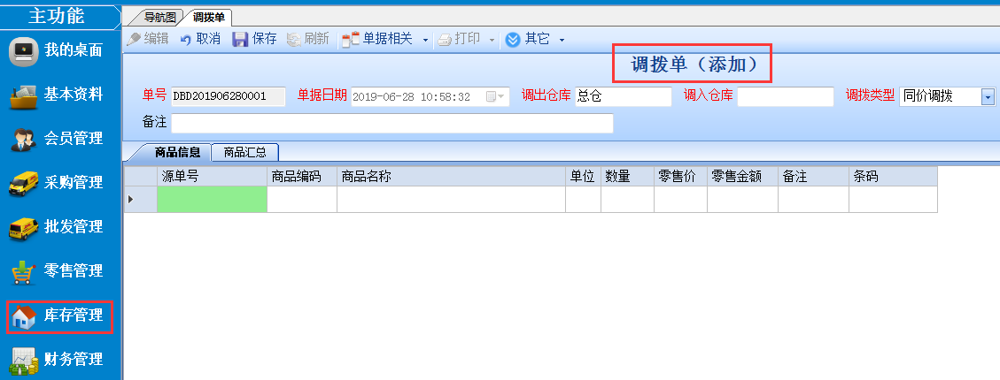 主功能
我的桌面
基本资料
会员管理
采购管理
批发管理
零售管理
库存管理
财务管理
导航图 调拨单
编辑 取消 保存 刷新 单据相关 打印 其它
调拨单（添加）
单号 DBD201906280001 单据日期 2019-06-28 10:58:32 调出仓库 总仓 调入仓库 调拨类型 同价调拨
备注
商品信息 商品汇总
源单号 商品编码 商品名称 单位 数量 零售价 零售金额 备注 条码